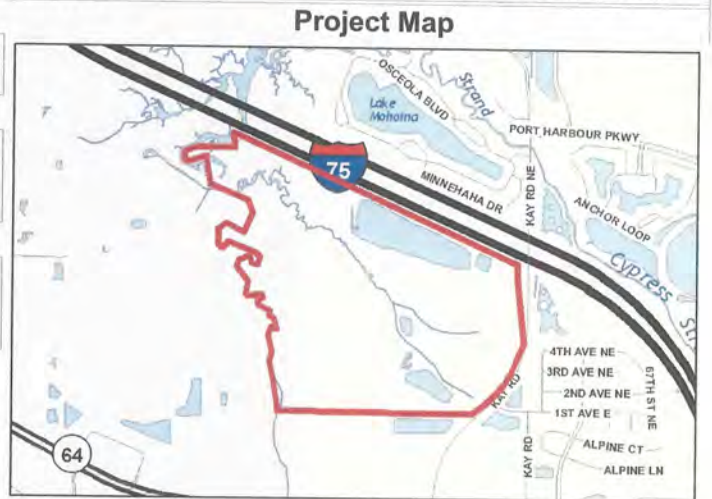 Project Map
OSCEOLA BLVD
Strand
Lake
Mohoina
PORT HARBOUR PKWY
75
MINNEHAHA DR
KAY RD NE
ANCHOR LOOP
Cypress
Str
4TH AVE NE
3RD AVE NE
67TH ST NE
2ND AVE NE
KAY RD
1ST AVE E
KAY RD
ALPINE CT
64
ALPINE LN